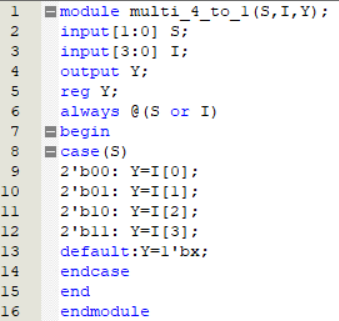 1 module multi_4_to_1(S,I,Y);
2 input[1:0] S;
3 input[3:0] I;
4 output Y;
5 reg Y;
6 always @(S or I)
7 begin
8 case(S)
9 2'b00: Y=I[0];
10 2'b01: Y=I[1];
11 2'b10: Y=I[2];
12 2'b11: Y=I[3];
13 default:Y=1'bx;
14 endcase
15 end
16 endmodule